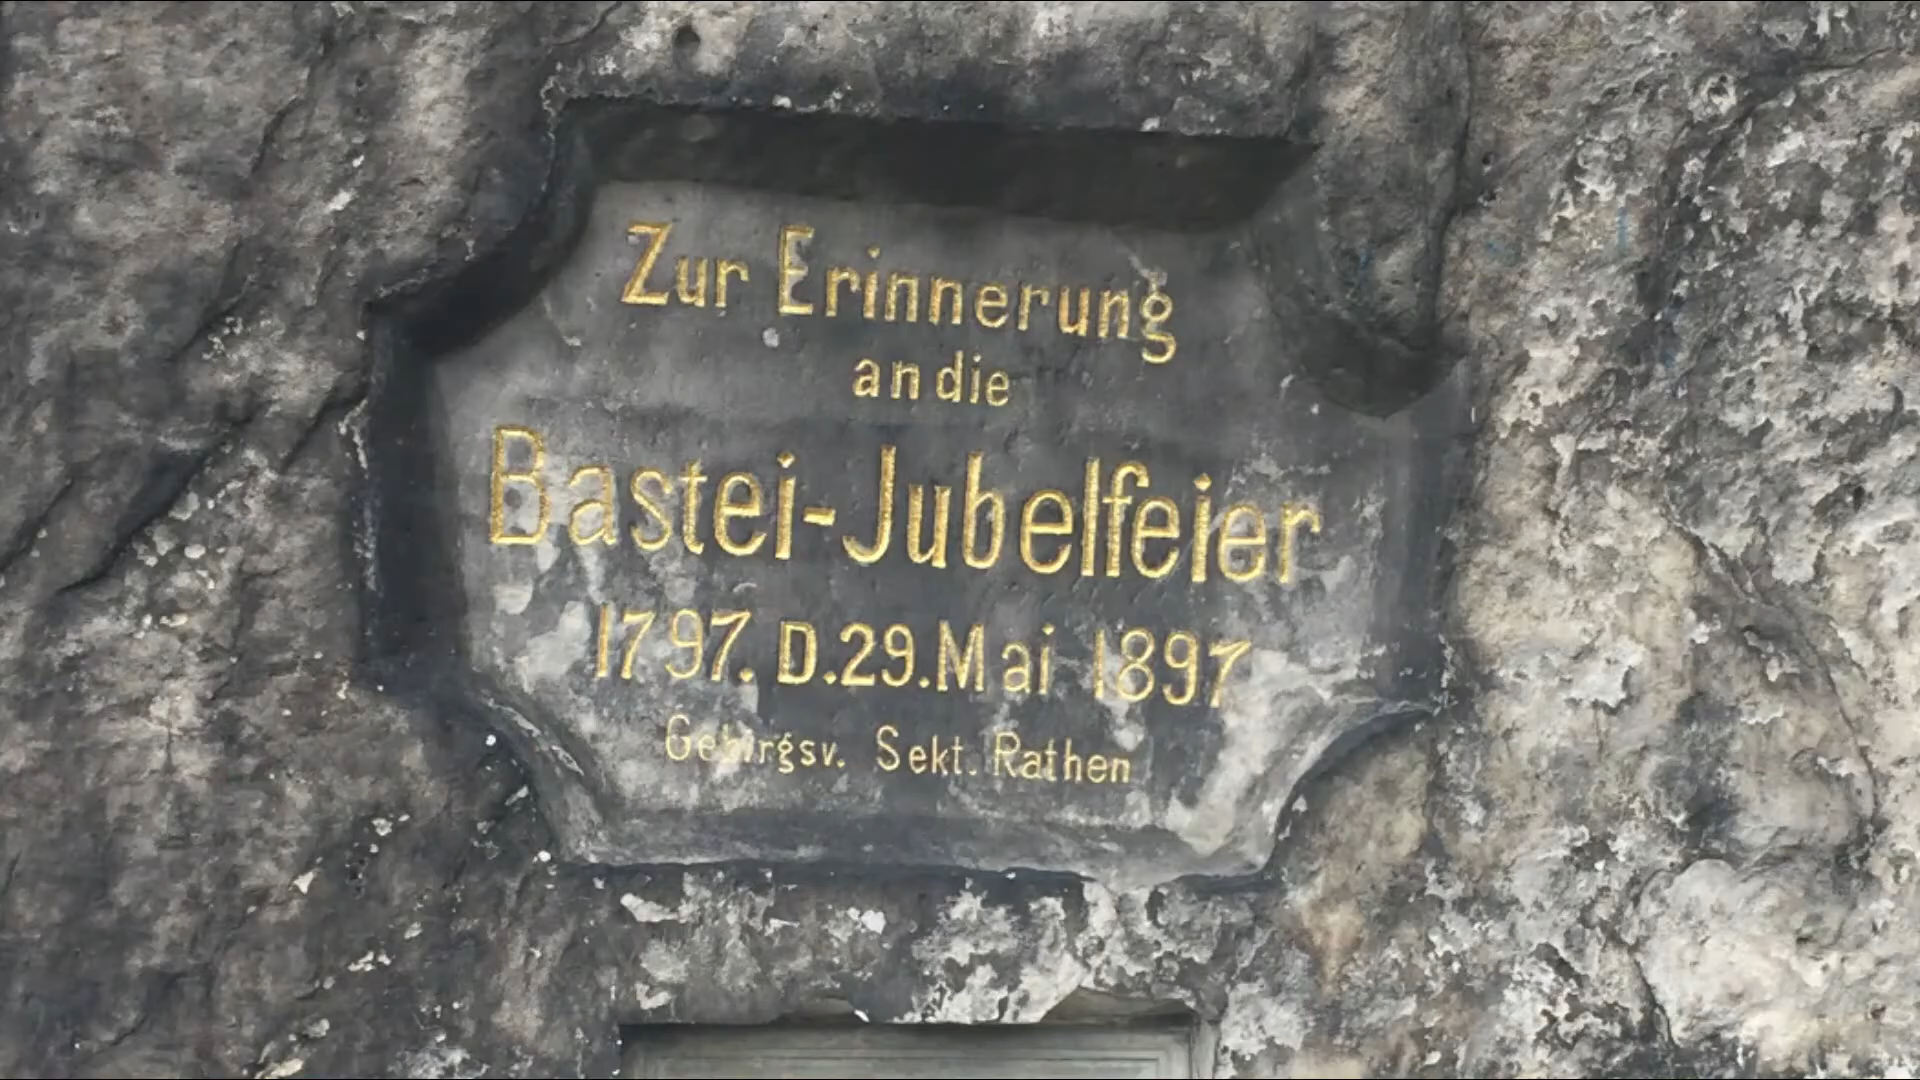 Zur Erinnerung
an die
Bastei-Jubelfeier
1797. D.29.Mai 1897
Gebirgsv. Sekt. Rathen